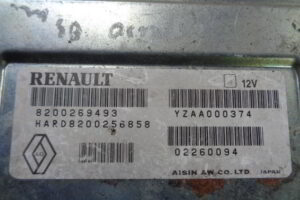 RENAULT
12V
8200269493 YZAA000374
HARD8200256858
02260094
AISIN AW CO., LTD. JAPAN